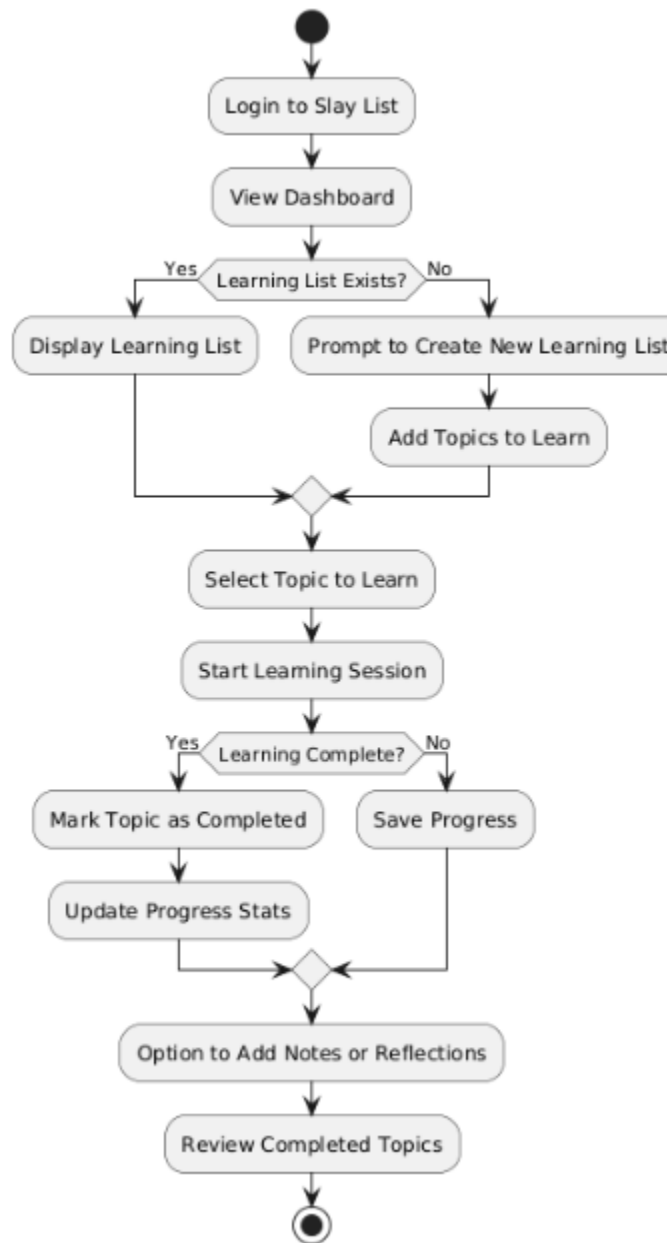 Login to Slay List
View Dashboard
Yes
Learning List Exists?
No
Display Learning List
Prompt to Create New Learning List
Add Topics to Learn
Select Topic to Learn
Start Learning Session
Yes
Learning Complete?
No
Mark Topic as Completed
Save Progress
Update Progress Stats
Option to Add Notes or Reflections
Review Completed Topics